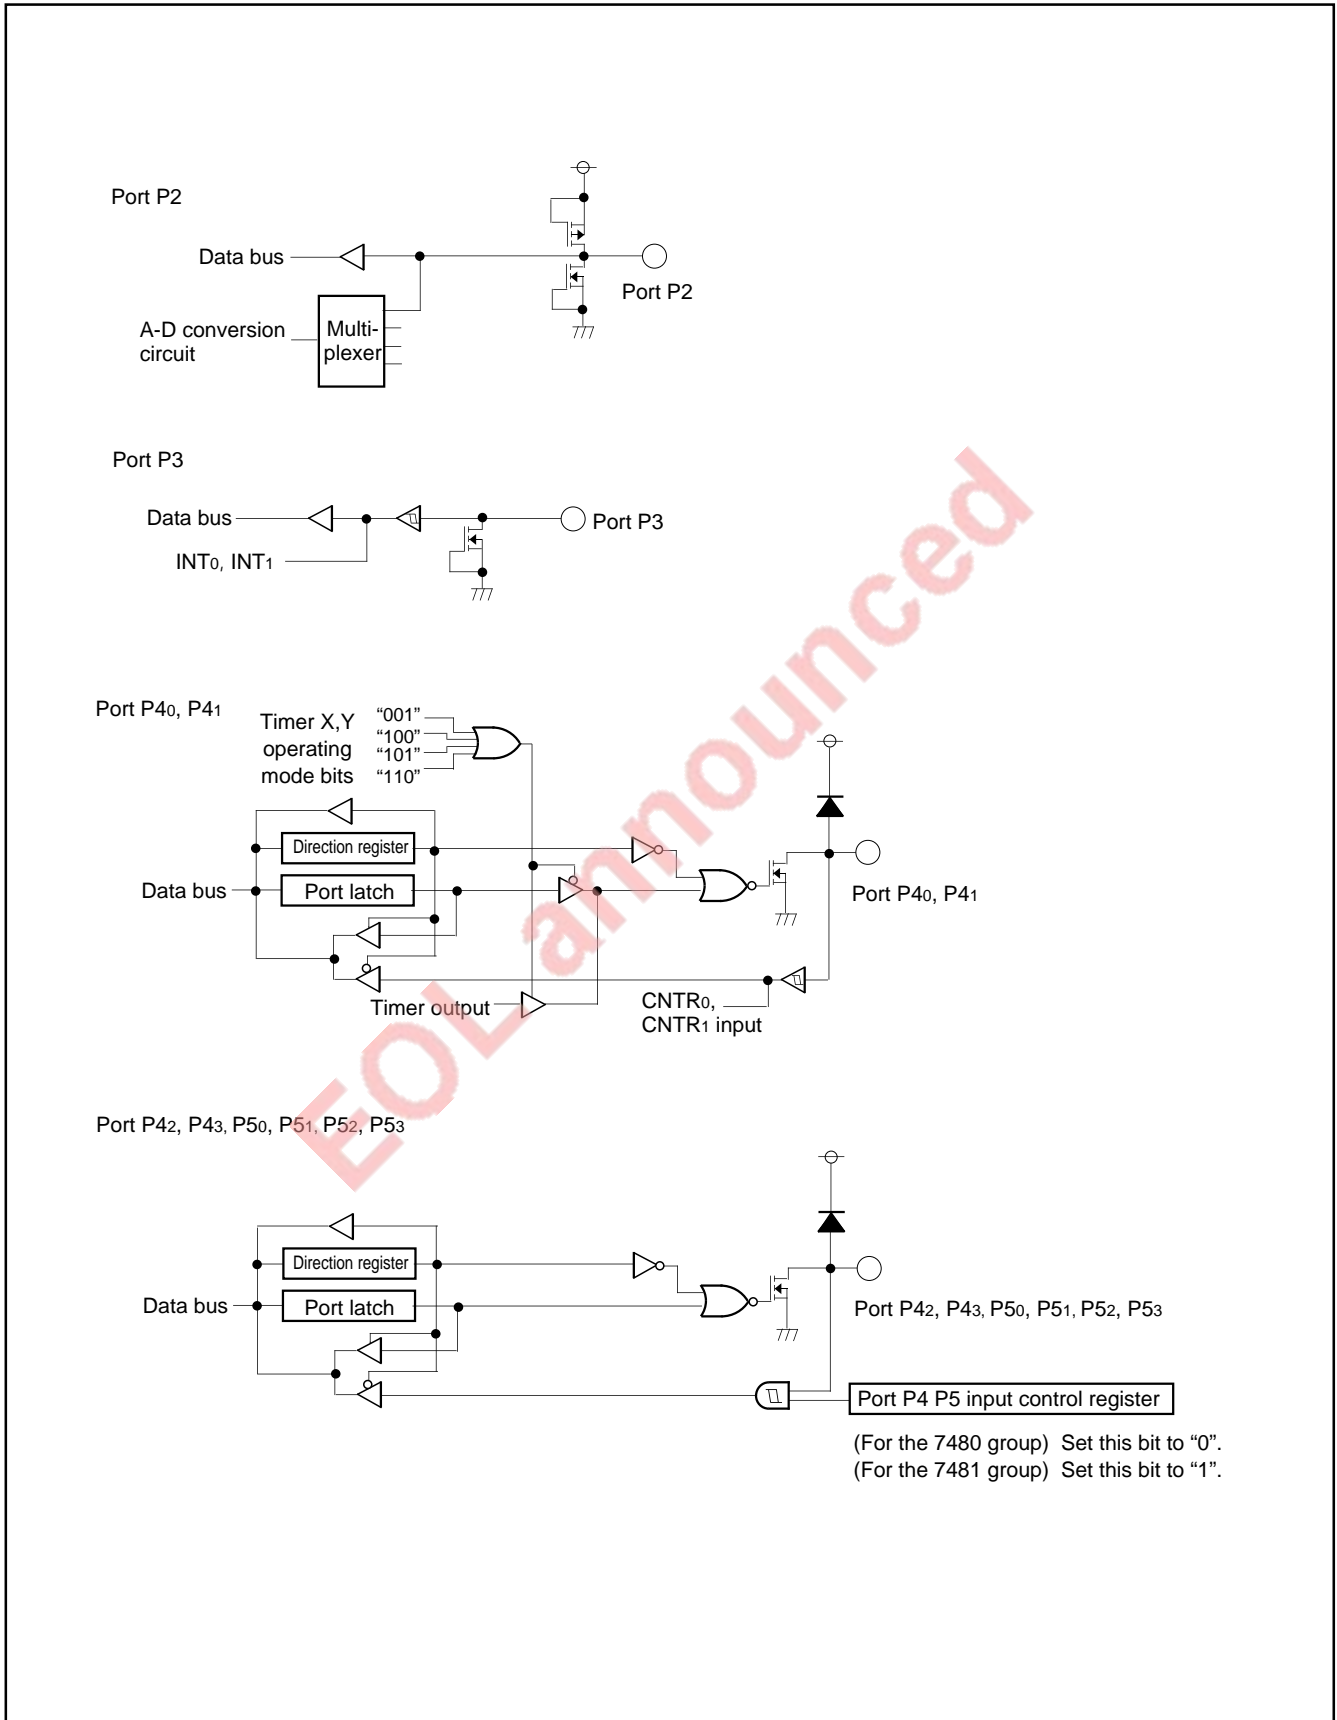 Port P2
Data bus
Port P2
A-D conversion
circuit
Multi-
plexer
Port P3
Data bus
Port P3
INT0, INT1
Port P40, P41
Timer X,Y
operating
mode bits
“001”
“100”
“101”
“110”
Direction register
Data bus
Port latch
Port P40, P41
Timer output
CNTR0,
CNTR1 input
Port P42, P43, P50, P51, P52, P53
Direction register
Data bus
Port latch
Port P42, P43, P50, P51, P52, P53
Port P4 P5 input control register
(For the 7480 group) Set this bit to “0”.
(For the 7481 group) Set this bit to “1”.
EOL announced